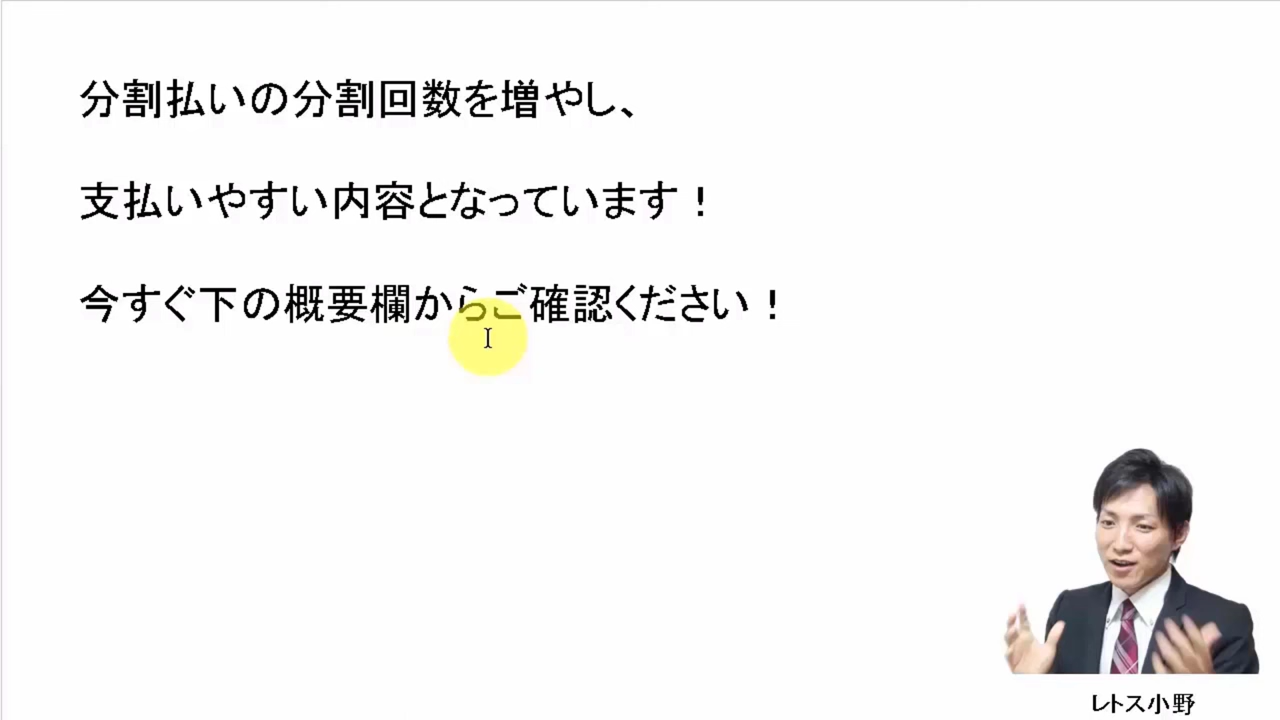 分割払いの分割回数を増やし、
支払いやすい内容となっています！
今すぐ下の概要欄からご確認ください！
レトス小野